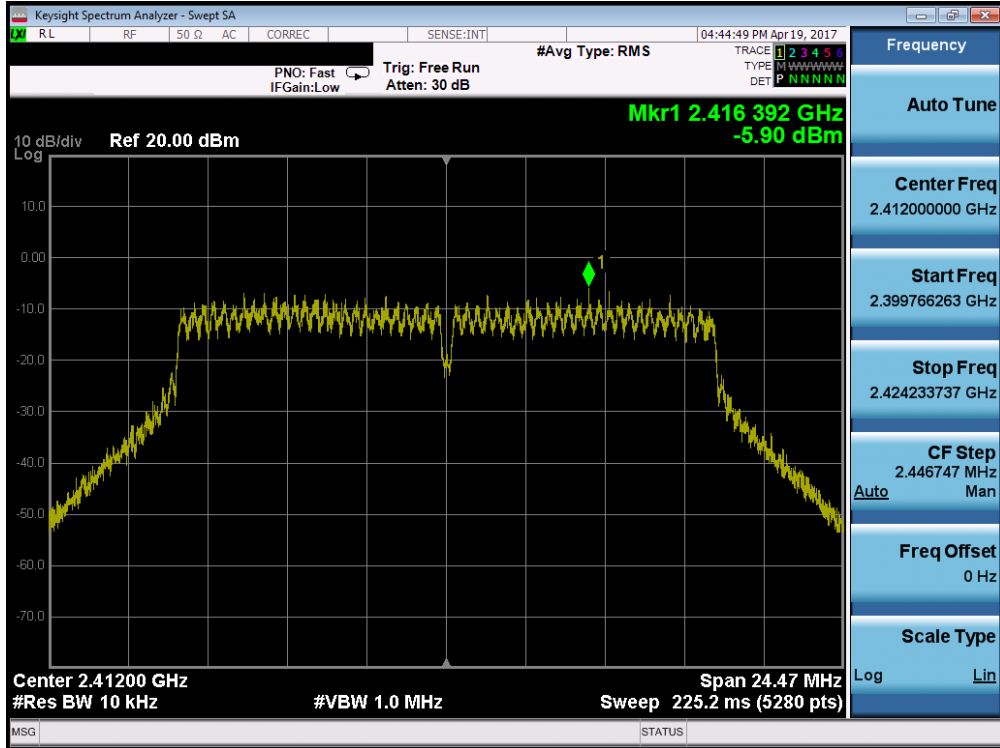 Keysight Spectrum Analyzer - Swept SA
LXI RL RF 50 Ω AC CORREC SENSE:INT 04:44:49 PM Apr 19, 2017
#Avg Type: RMS TRACE 1 2 3 4 5 6
PNO: Fast Trig: Free Run TYPE M WWWWW
IFGain:Low Atten: 30 dB DET P N N N N N
Mkr1 2.416 392 GHz
-5.90 dBm
10 dB/div Ref 20.00 dBm
Log
10.0
0.00
1
-10.0
-20.0
-30.0
-40.0
-50.0
-60.0
-70.0
Center 2.41200 GHz Span 24.47 MHz
#Res BW 10 kHz #VBW 1.0 MHz Sweep 225.2 ms (5280 pts)
MSG STATUS
Frequency
Auto Tune
Center Freq
2.412000000 GHz
Start Freq
2.399766263 GHz
Stop Freq
2.424233737 GHz
CF Step
2.446747 MHz
Auto Man
Freq Offset
0 Hz
Scale Type
Log Lin